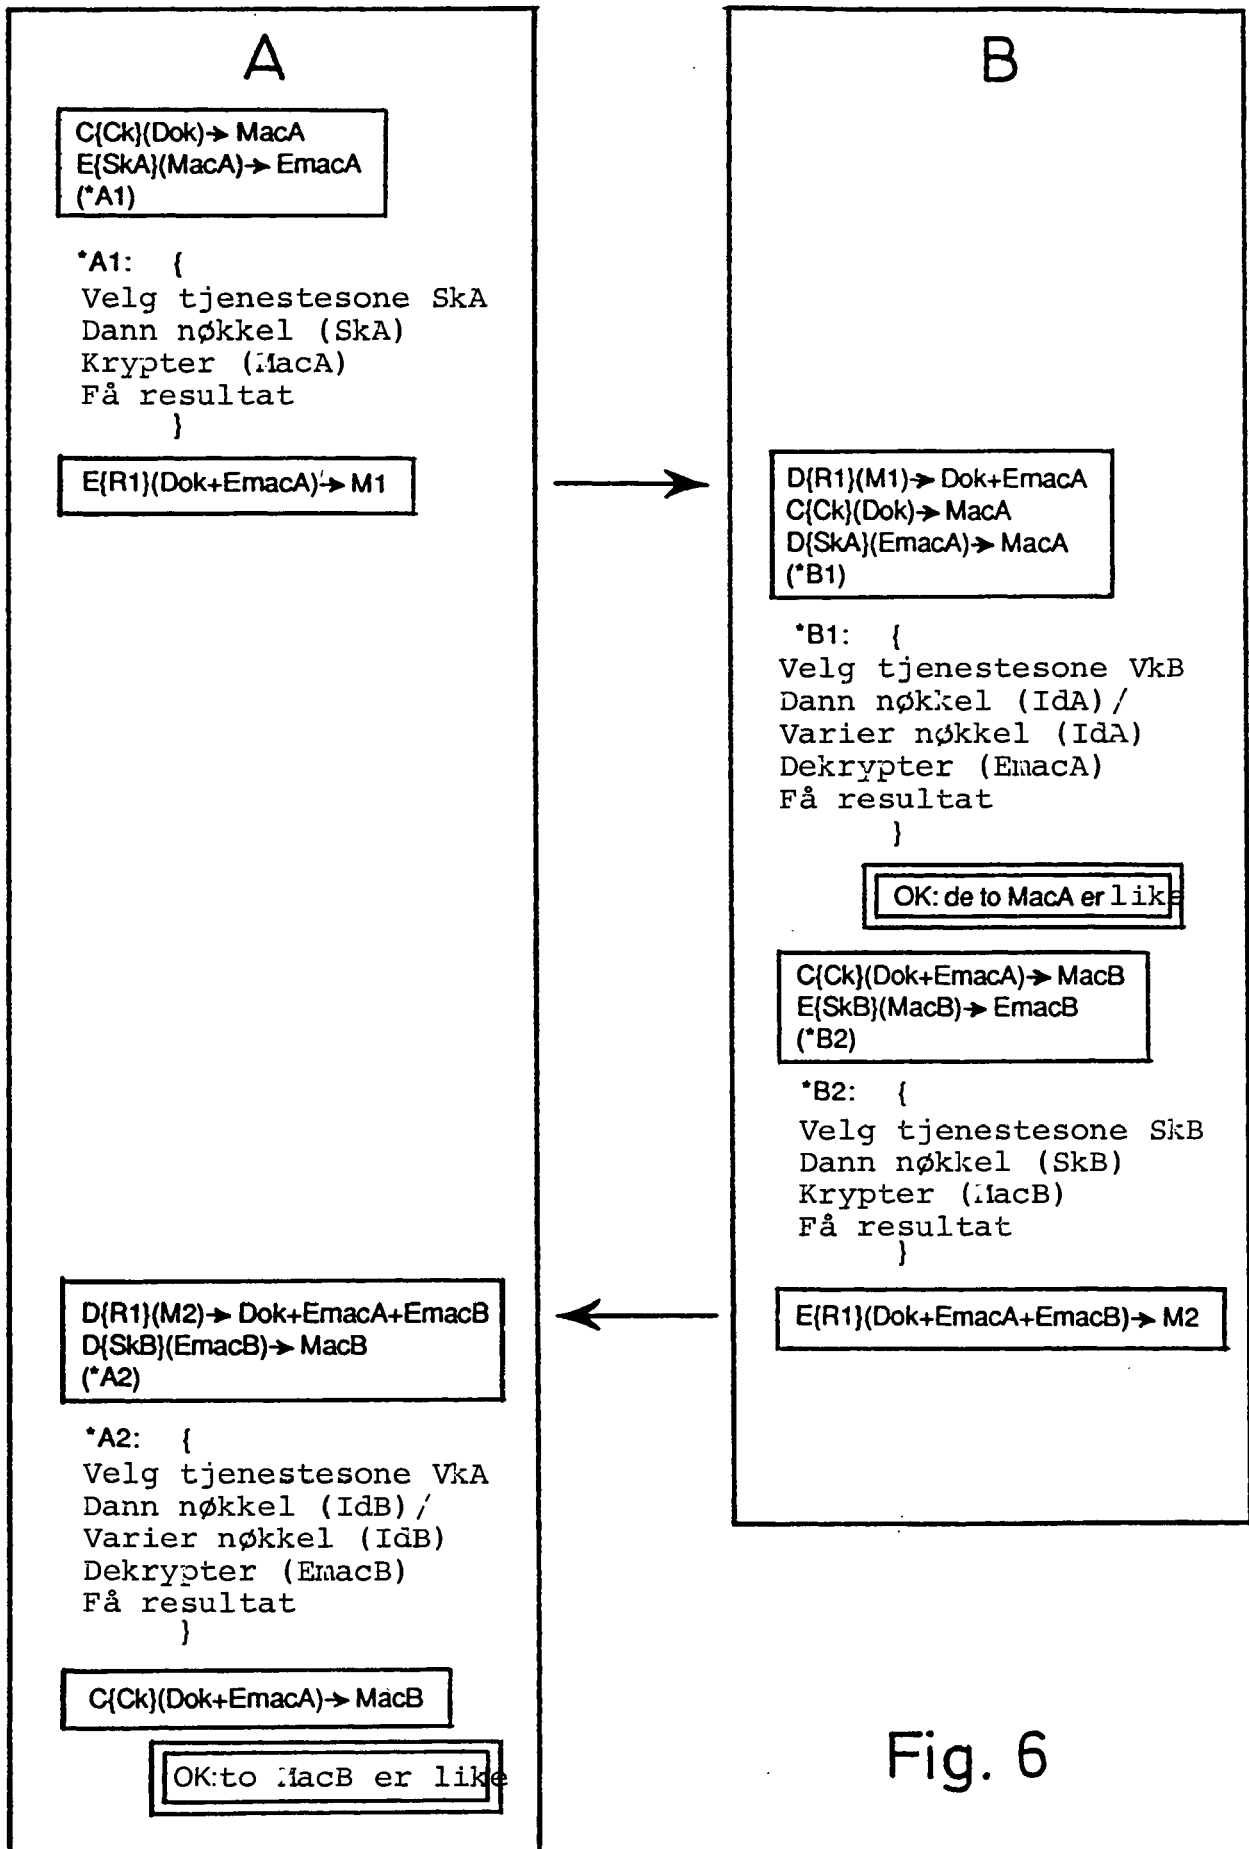 A
C{Ck}(Dok)→ MacA
E{SkA}(MacA)→ EmacA
(*A1)
*A1: {
Velg tjenestesone SkA
Dann nøkkel (SkA)
Krypter (MacA)
Få resultat
}
E{R1}(Dok+EmacA)→ M1
B
D{R1}(M1)→ Dok+EmacA
C{Ck}(Dok)→ MacA
D{SkA}(EmacA)→ MacA
(*B1)
*B1: {
Velg tjenestesone VkB
Dann nøkkel (IdA)/
Varier nøkkel (IdA)
Dekrypter (EmacA)
Få resultat
}
OK: de to MacA er like
C{Ck}(Dok+EmacA)→ MacB
E{SkB}(MacB)→ EmacB
(*B2)
*B2: {
Velg tjenestesone SkB
Dann nøkkel (SkB)
Krypter (MacB)
Få resultat
}
E{R1}(Dok+EmacA+EmacB)→ M2
D{R1}(M2)→ Dok+EmacA+EmacB
D{SkB}(EmacB)→ MacB
(*A2)
*A2: {
Velg tjenestesone VkA
Dann nøkkel (IdB)/
Varier nøkkel (IdB)
Dekrypter (EmacB)
Få resultat
}
C{Ck}(Dok+EmacA)→ MacB
OK:to MacB er like
Fig. 6